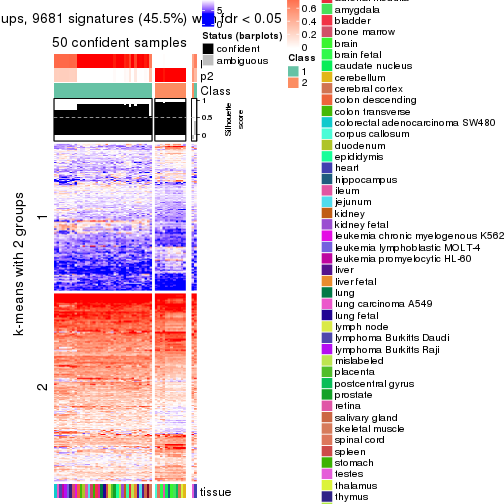 ups, 9681 signatures (45.5%) with fdr < 0.05
50 confident samples
p2
Class
1
0.5
0
Silhouette
score
k-means with 2 groups
1
2
tissue
5
0
Status (barplots)
confident
ambiguous
0.6
0.4
0.2
0
Class
1
2
amygdala
bladder
bone marrow
brain
brain fetal
caudate nucleus
cerebellum
cerebral cortex
colon descending
colon transverse
colorectal adenocarcinoma SW480
corpus callosum
duodenum
epididymis
heart
hippocampus
ileum
jejunum
kidney
kidney fetal
leukemia chronic myelogenous K562
leukemia lymphoblastic MOLT-4
leukemia promyelocytic HL-60
liver
liver fetal
lung
lung carcinoma A549
lung fetal
lymph node
lymphoma Burkitts Daudi
lymphoma Burkitts Raji
mislabeled
placenta
postcentral gyrus
prostate
retina
salivary gland
skeletal muscle
spinal cord
spleen
stomach
testes
thalamus
thymus